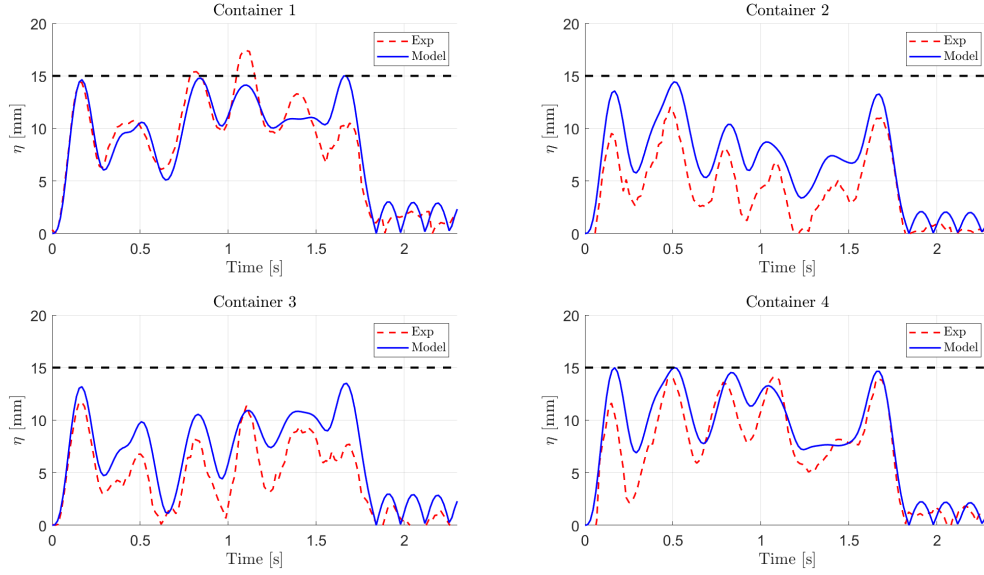 Container 1
20
15
10
5
0
η [mm]
0
0.5
1
1.5
2
Time [s]
Exp
Model
Container 2
20
15
10
5
0
η [mm]
0
0.5
1
1.5
2
Time [s]
Exp
Model
Container 3
20
15
10
5
0
η [mm]
0
0.5
1
1.5
2
Time [s]
Exp
Model
Container 4
20
15
10
5
0
η [mm]
0
0.5
1
1.5
2
Time [s]
Exp
Model